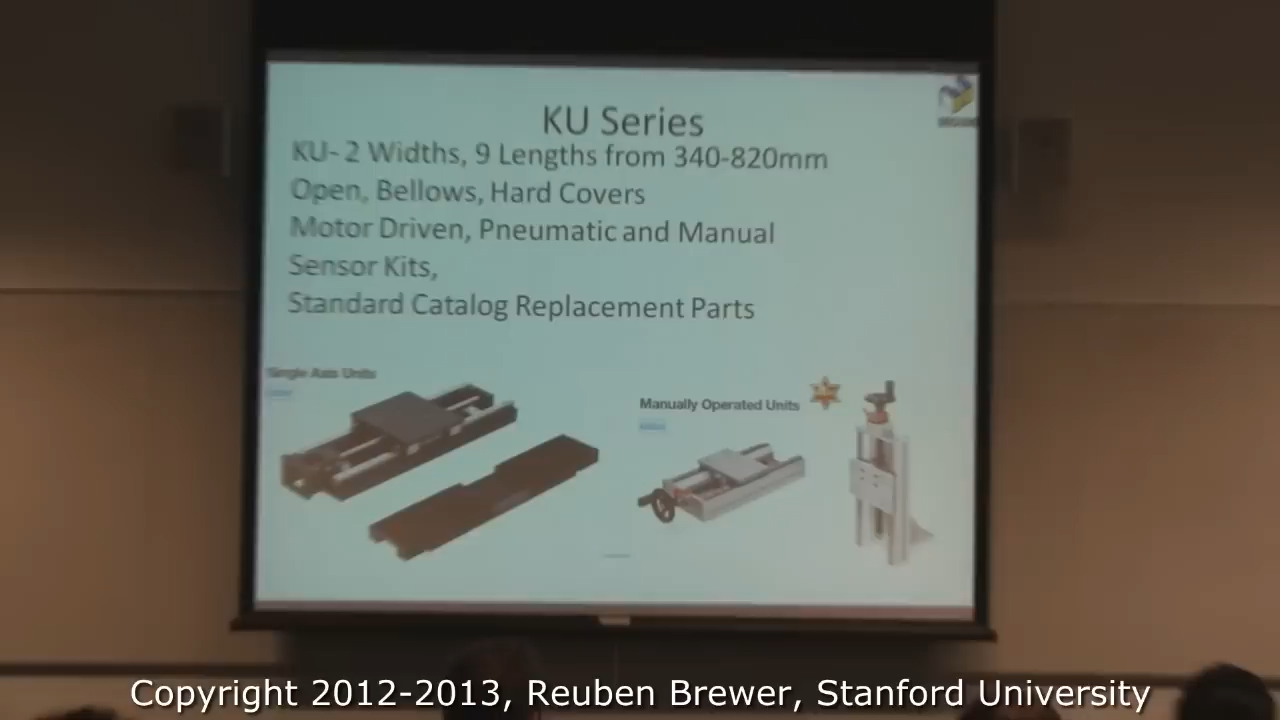 KU Series
KU- 2 Widths, 9 Lengths from 340-820mm
Open, Bellows, Hard Covers
Motor Driven, Pneumatic and Manual
Sensor Kits,
Standard Catalog Replacement Parts
Single Axis Units
Manually Operated Units
Copyright 2012-2013, Reuben Brewer, Stanford University